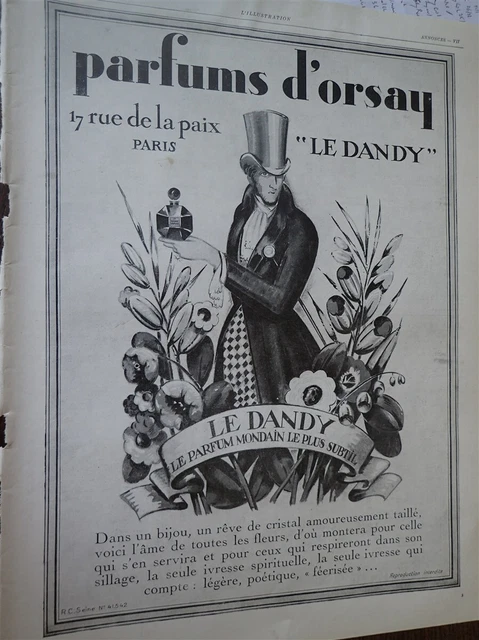 L'ILLUSTRATION
ANNONCES — VII
parfums d'orsay
17 rue de la paix
PARIS
"LE DANDY"
LE DANDY
LE PARFUM MONDAIN LE PLUS SUBTIL
Dans un bijou, un rêve de cristal amoureusement taillé,
voici l'âme de toutes les fleurs, d'où montera pour celle
qui s'en servira et pour ceux qui respireront dans son
sillage, la seule ivresse spirituelle, la seule ivresse qui
compte : légère, poétique, « féerisée » ...
Reproduction interdite
R.C. Seine N°